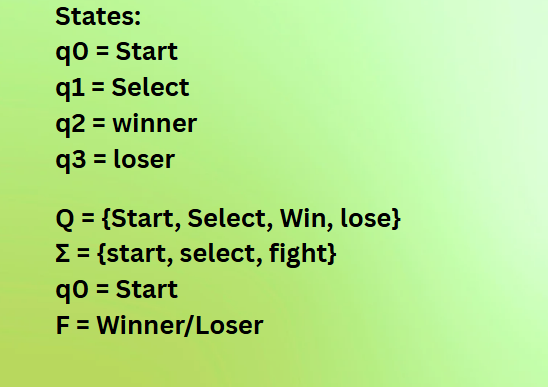 States:
q0 = Start
q1 = Select
q2 = winner
q3 = loser
Q = {Start, Select, Win, lose}
Σ = {start, select, fight}
q0 = Start
F = Winner/Loser